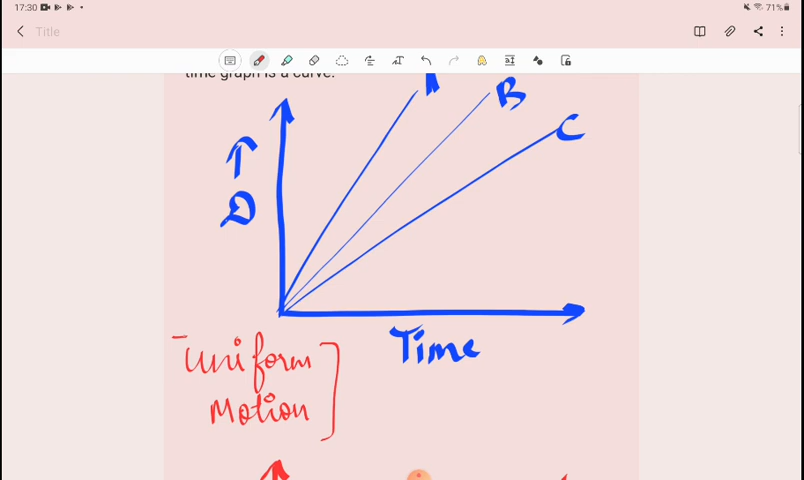 17:30
71%
Title
time graph is a curve.
A
B
C
D
Time
Uniform
Motion